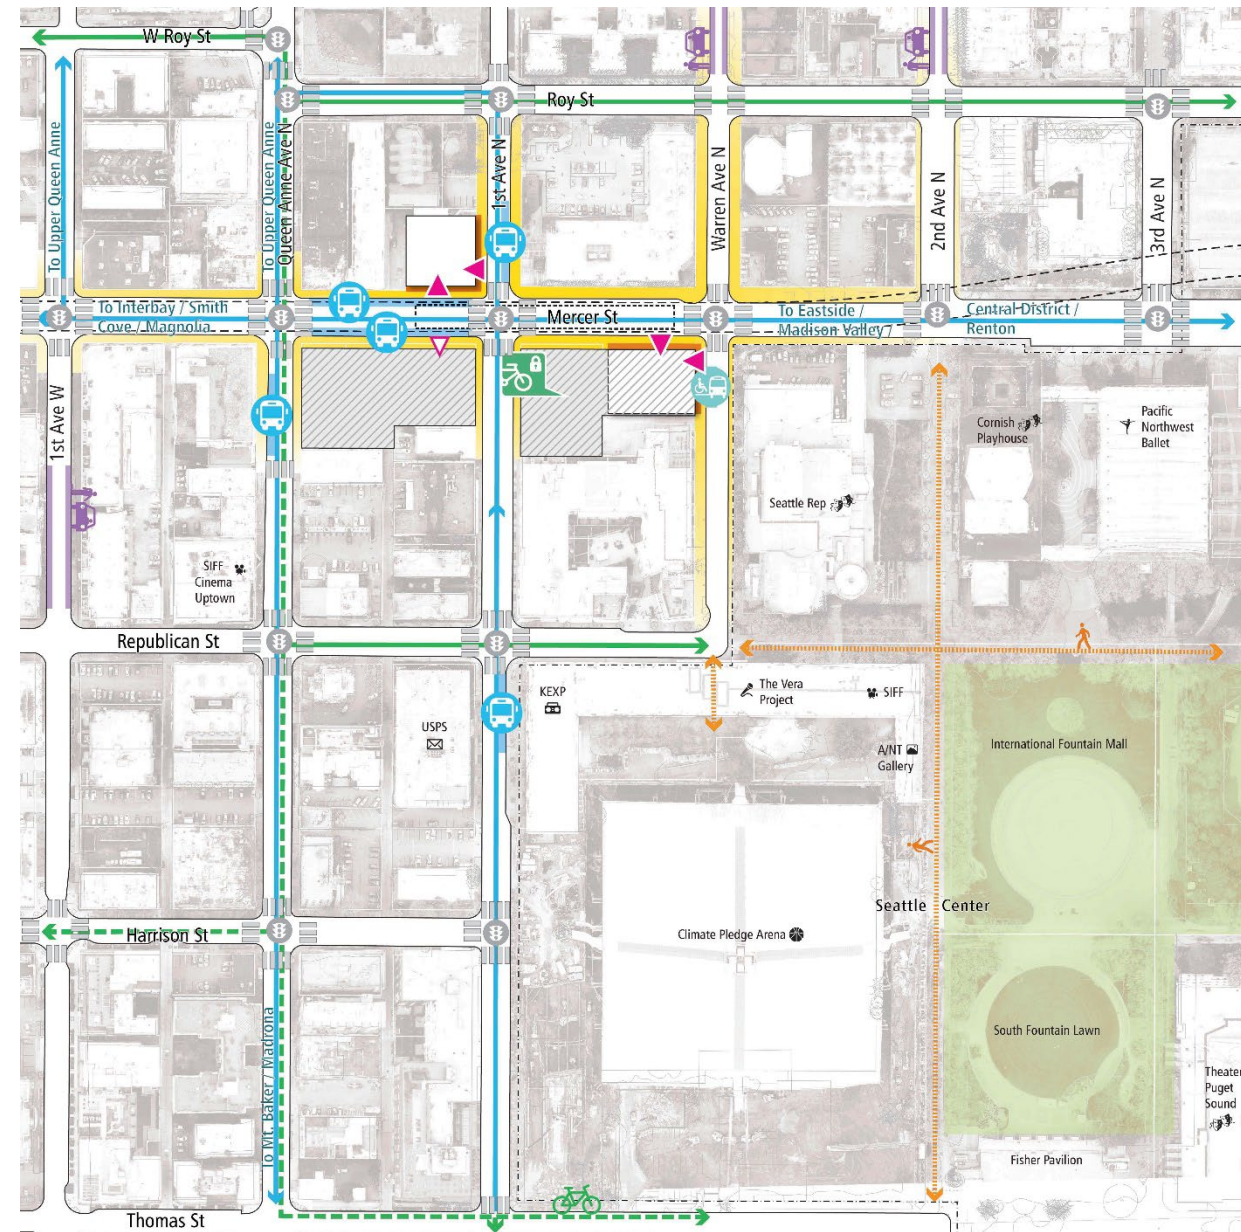 W Roy St
Roy St
To Upper Queen Anne
To Upper Queen Anne
Queen Anne Ave N
1st Ave N
Warren Ave N
2nd Ave N
3rd Ave N
To Interbay / Smith
Cove / Magnolia
Mercer St
To Eastside /
Madison Valley /
Central District /
Renton
1st Ave W
Cornish
Playhouse
Pacific
Northwest
Ballet
Seattle Rep
SIFF
Cinema
Uptown
Republican St
KEXP
The Vera
Project
SIFF
USPS
A/NT
Gallery
International Fountain Mall
Seattle Center
Harrison St
Climate Pledge Arena
South Fountain Lawn
To Mt. Baker / Madrona
Theater
Puget
Sound
Fisher Pavilion
Thomas St